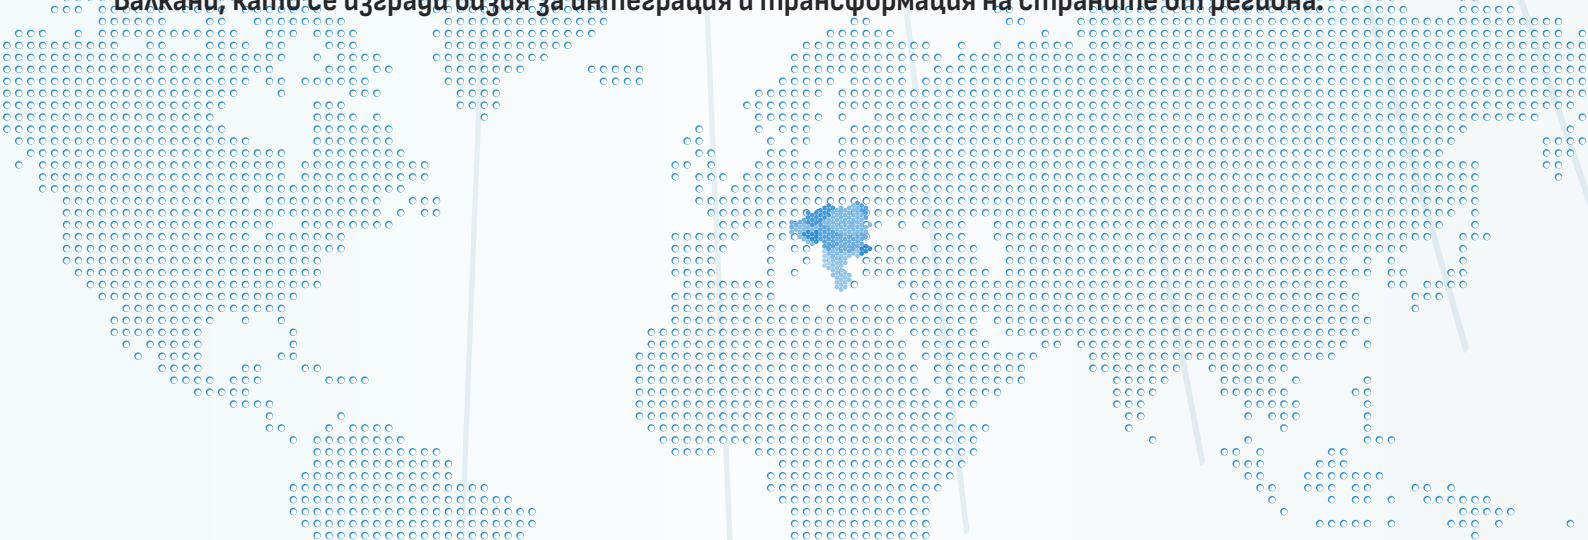 Балкани, като се изгради визия за интеграция и трансформация на страните от региона.